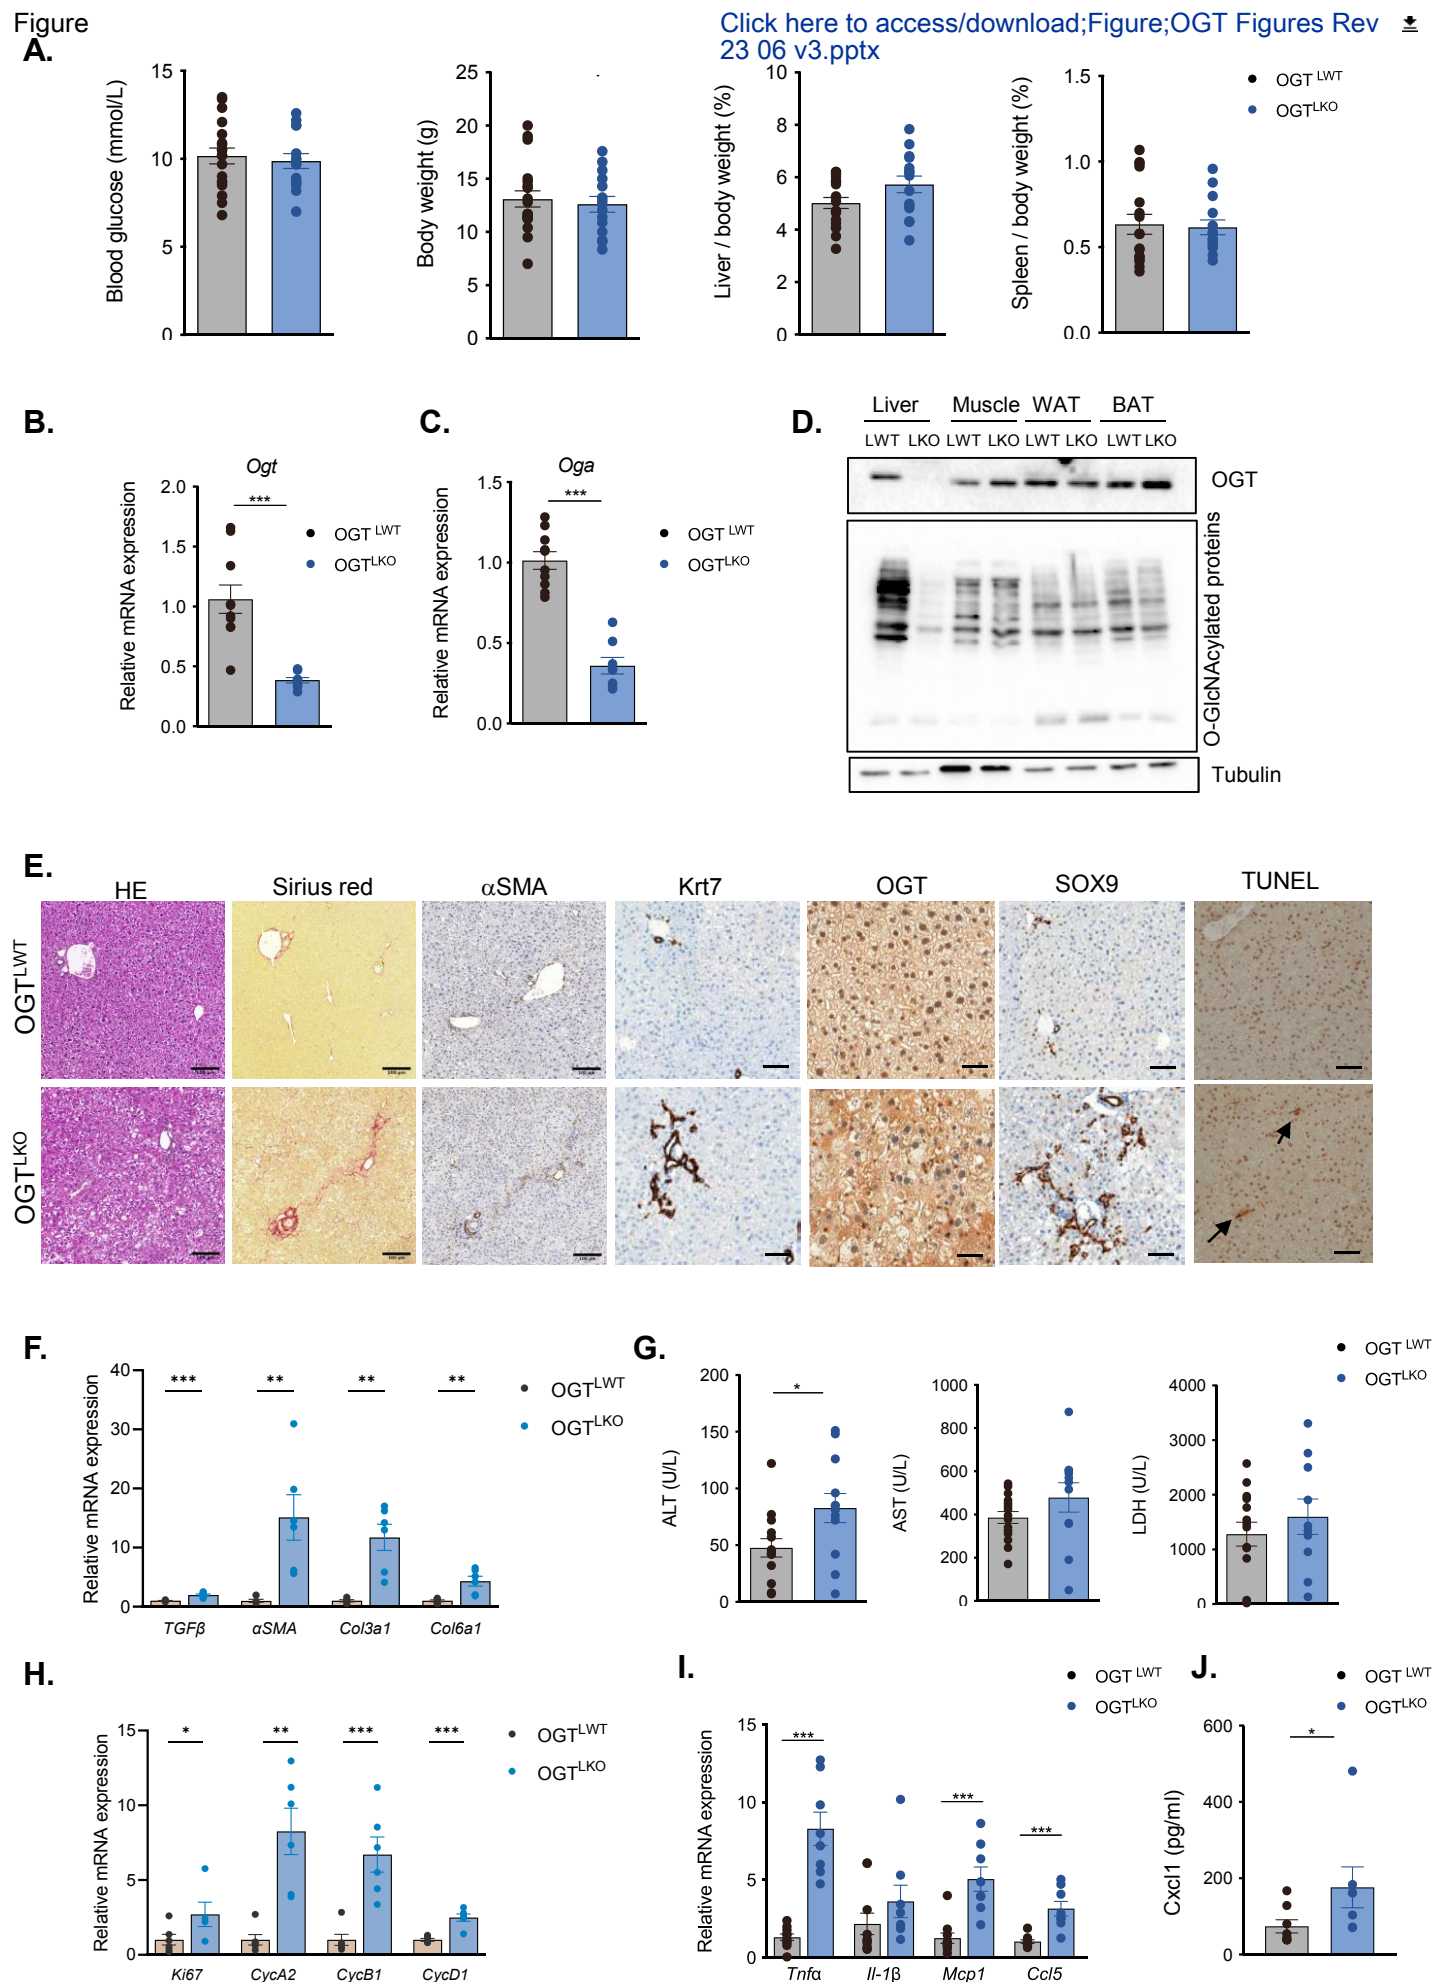 Figure
Click here to access/download;Figure;OGT Figures Rev
23 06 v3.pptx
A.
Blood glucose (mmol/L)
15
10
5
0
Body weight (g)
25
20
15
10
5
0
Liver / body weight (%)
10
8
6
4
2
0
Spleen / body weight (%)
1.5
1.0
0.5
0.0
OGT LWT
OGTLKO
B.
Ogt
Relative mRNA expression
2.0
1.5
1.0
0.5
0.0
***
OGT LWT
OGTLKO
C.
Oga
Relative mRNA expression
1.5
1.0
0.5
0.0
***
OGT LWT
OGTLKO
D.
Liver Muscle WAT BAT
LWT LKO LWT LKO LWT LKO LWT LKO
OGT
O-GlcNAcylated proteins
Tubulin
E.
HE Sirius red αSMA Krt7 OGT SOX9 TUNEL
OGTLWT
OGTLKO
F.
Relative mRNA expression
40
30
20
10
0
*** ** ** **
TGFβ αSMA Col3a1 Col6a1
OGTLWT
OGTLKO
G.
ALT (U/L)
200
150
100
50
0
*
AST (U/L)
1000
800
600
400
200
0
LDH (U/L)
4000
3000
2000
1000
0
OGT LWT
OGTLKO
H.
Relative mRNA expression
15
10
5
0
* ** *** ***
Ki67 CycA2 CycB1 CycD1
OGTLWT
OGTLKO
I.
Relative mRNA expression
15
10
5
0
*** *** ***
Tnfα Il-1β Mcp1 Ccl5
OGT LWT
OGTLKO
J.
Cxcl1 (pg/ml)
600
400
200
0
*
OGT LWT
OGTLKO